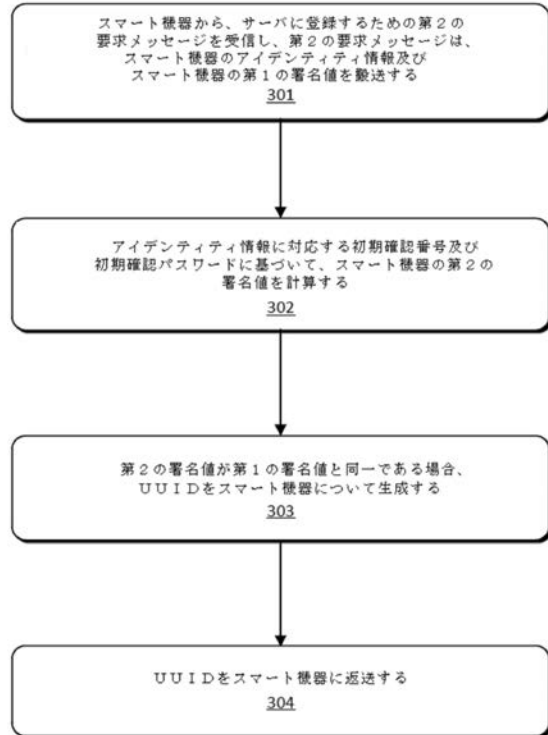 スマート機器から、サーバに登録するための第２の
要求メッセージを受信し、第２の要求メッセージは、
スマート機器のアイデンティティ情報及び
スマート機器の第１の署名値を搬送する
301
アイデンティティ情報に対応する初期確認番号及び
初期確認パスワードに基づいて、スマート機器の第２の
署名値を計算する
302
第２の署名値が第１の署名値と同一である場合、
ＵＵＩＤをスマート機器について生成する
303
ＵＵＩＤをスマート機器に返送する
304